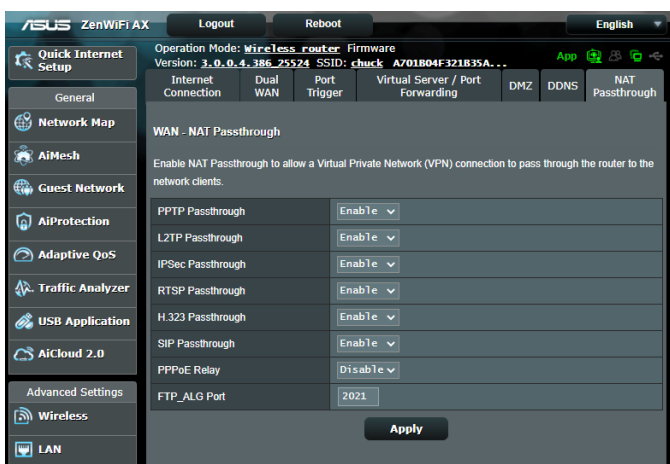 ASUS ZenWiFi AX Logout Reboot English
Quick Internet Setup
Operation Mode: Wireless router Firmware
Version: 3.0.0.4.386_25524 SSID: chuck A701B04F321B35A... App
Internet Connection Dual WAN Port Trigger Virtual Server / Port Forwarding DMZ DDNS NAT Passthrough
General
Network Map
AiMesh
Guest Network
AiProtection
Adaptive QoS
Traffic Analyzer
USB Application
AiCloud 2.0
Advanced Settings
Wireless
LAN
WAN - NAT Passthrough
Enable NAT Passthrough to allow a Virtual Private Network (VPN) connection to pass through the router to the
network clients.
PPTP Passthrough Enable
L2TP Passthrough Enable
IPSec Passthrough Enable
RTSP Passthrough Enable
H.323 Passthrough Enable
SIP Passthrough Enable
PPPoE Relay Disable
FTP_ALG Port 2021
Apply